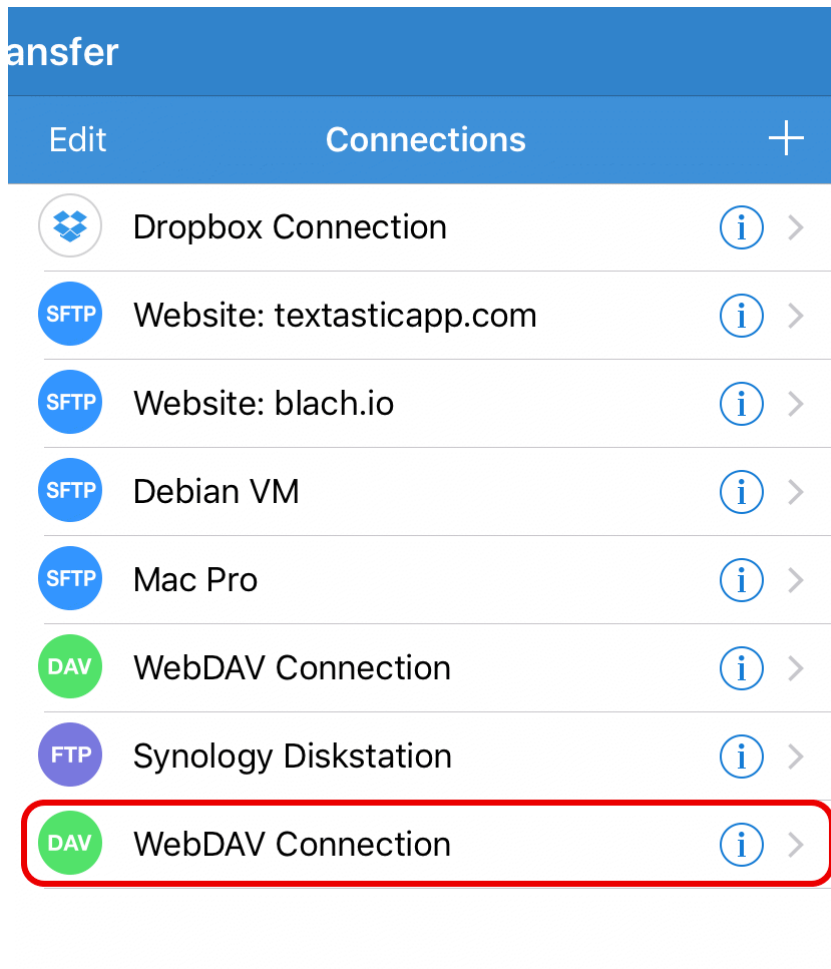 ansfer
Edit Connections +
Dropbox Connection i
SFTP Website: textasticapp.com i
SFTP Website: blach.io i
SFTP Debian VM i
SFTP Mac Pro i
DAV WebDAV Connection i
FTP Synology Diskstation i
DAV WebDAV Connection i